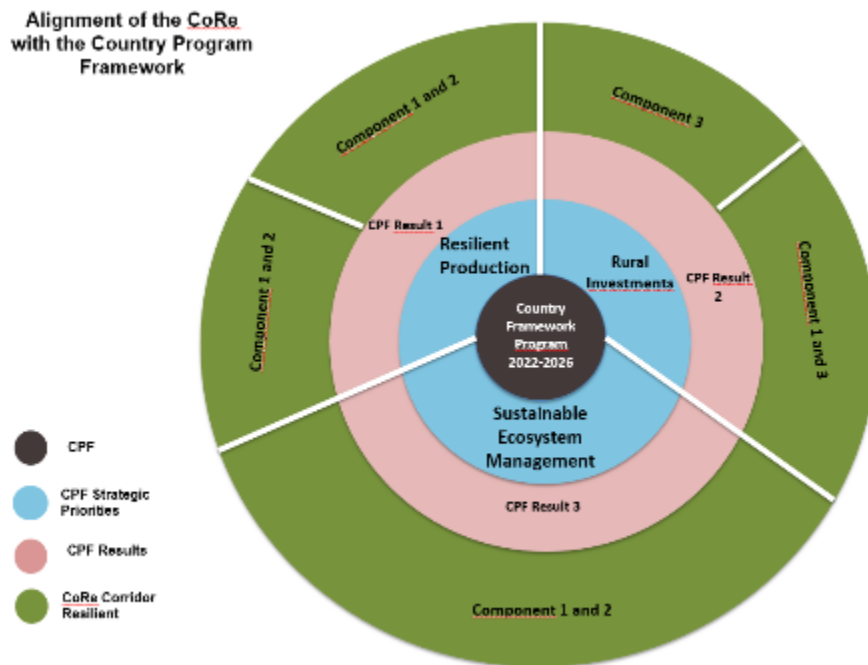 Alignment of the CoRe
with the Country Program
Framework
Component 1 and 2
Component 3
Component 1 and 2
CPF Result 1
Resilient
Production
Rural
Investments
CPF Result
2
Component 1 and 3
Country
Framework
Program
2022-2026
Sustainable
Ecosystem
Management
CPF Result 3
Component 1 and 2
CPF
CPF Strategic
Priorities
CPF Results
CoRe Corridor
Resilient